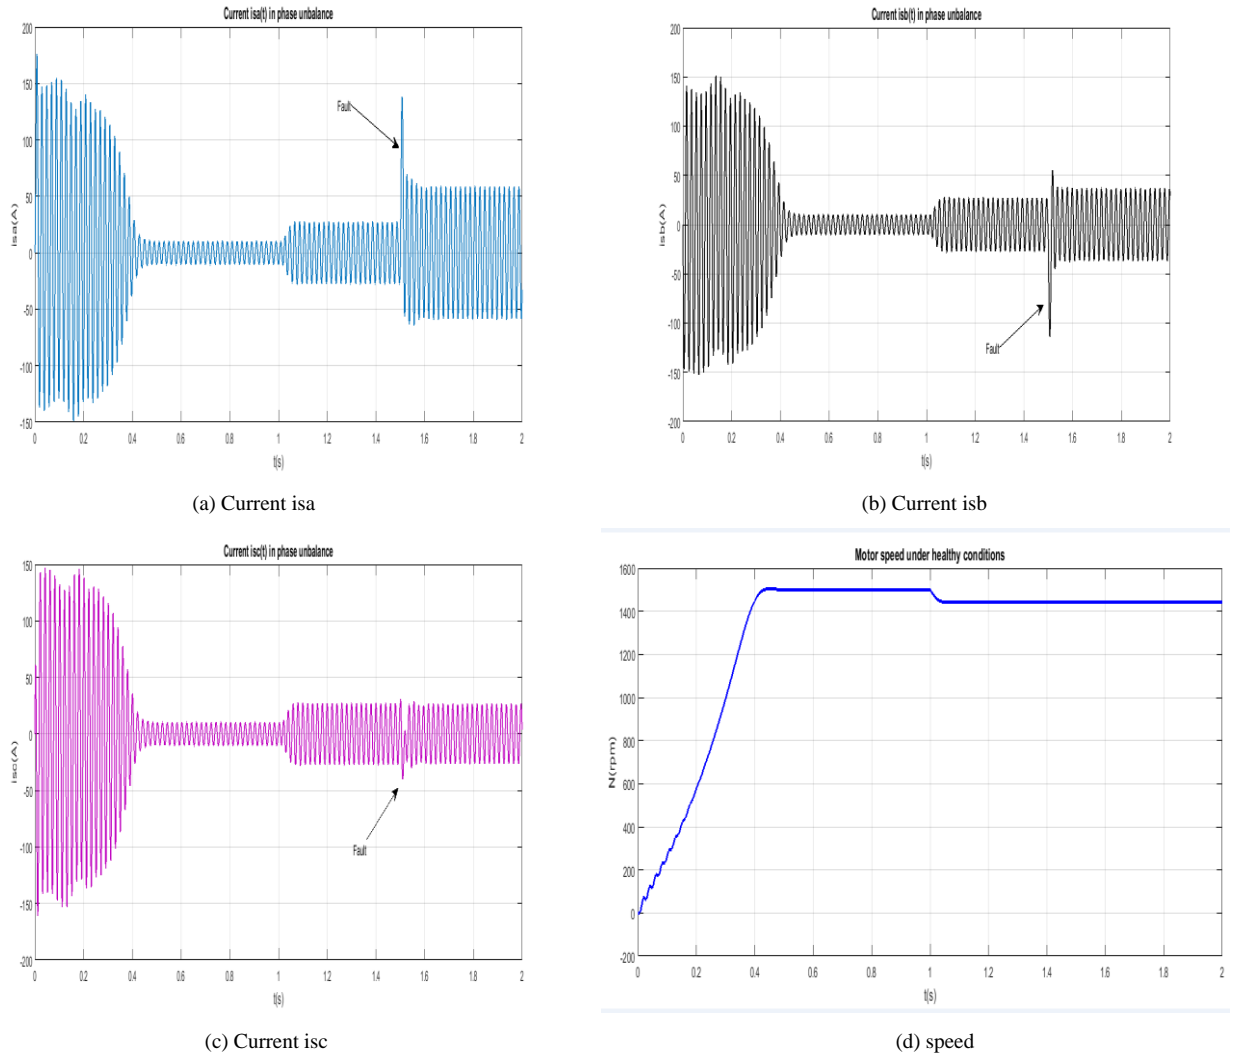 Current isa(t) in phase unbalance
200
150
100
50
0
-50
-100
-150
isa(A)
Fault
0 0.2 0.4 0.6 0.8 1 1.2 1.4 1.6 1.8 2
t(s)
(a) Current isa
Current isb(t) in phase unbalance
200
150
100
50
0
-50
-100
-150
-200
isb(A)
Fault
0 0.2 0.4 0.6 0.8 1 1.2 1.4 1.6 1.8 2
t(s)
(b) Current isb
Current isc(t) in phase unbalance
150
100
50
0
-50
-100
-150
-200
isc(A)
Fault
0 0.2 0.4 0.6 0.8 1 1.2 1.4 1.6 1.8 2
t(s)
(c) Current isc
Motor speed under healthy conditions
1600
1400
1200
1000
800
600
400
200
0
-200
N(rpm)
0 0.2 0.4 0.6 0.8 1 1.2 1.4 1.6 1.8 2
t(s)
(d) speed